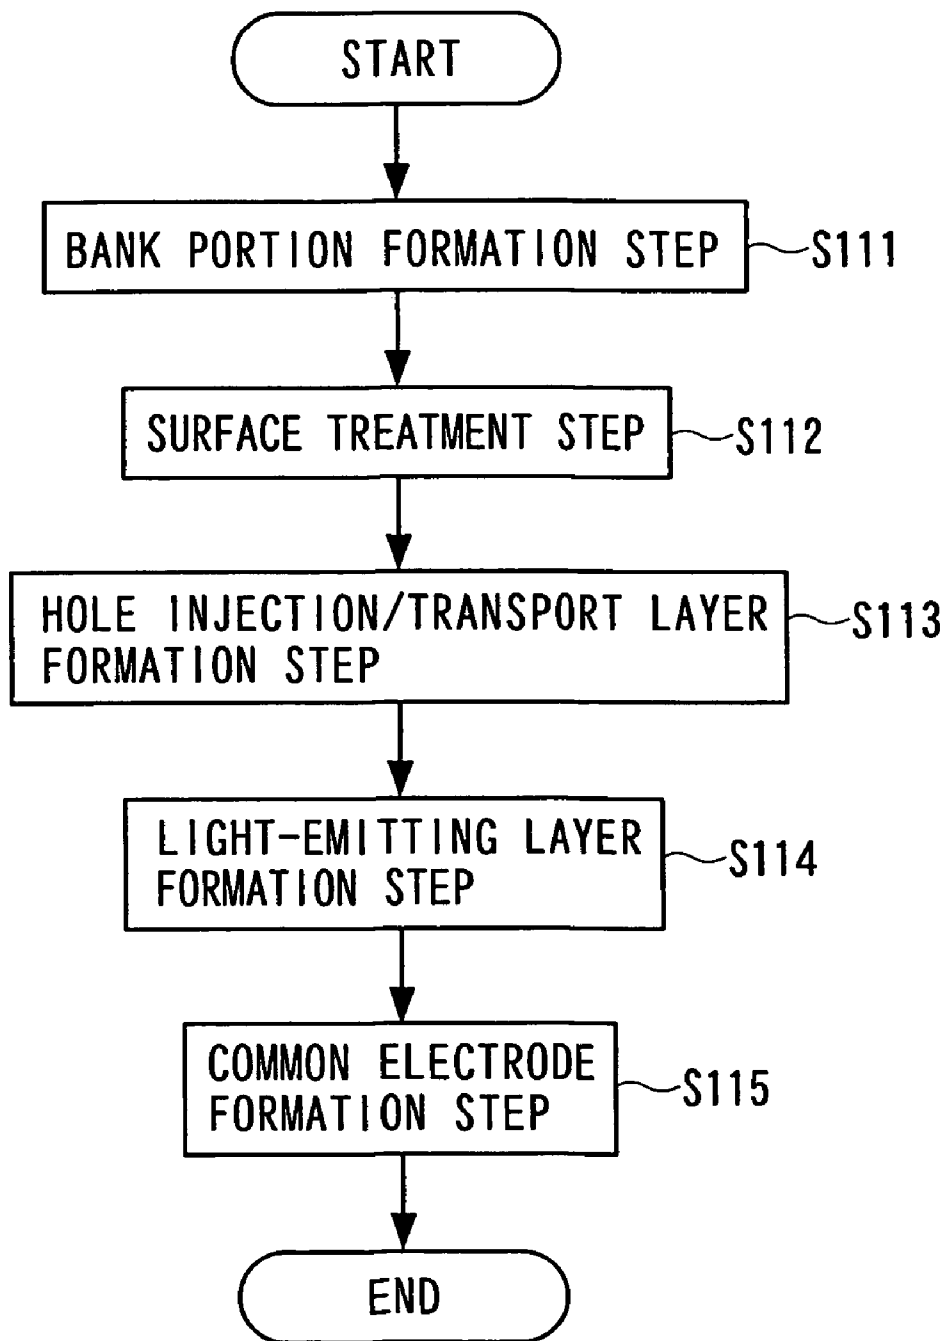 START
BANK PORTION FORMATION STEP
S111
SURFACE TREATMENT STEP
S112
HOLE INJECTION/TRANSPORT LAYER
FORMATION STEP
S113
LIGHT-EMITTING LAYER
FORMATION STEP
S114
COMMON ELECTRODE
FORMATION STEP
S115
END